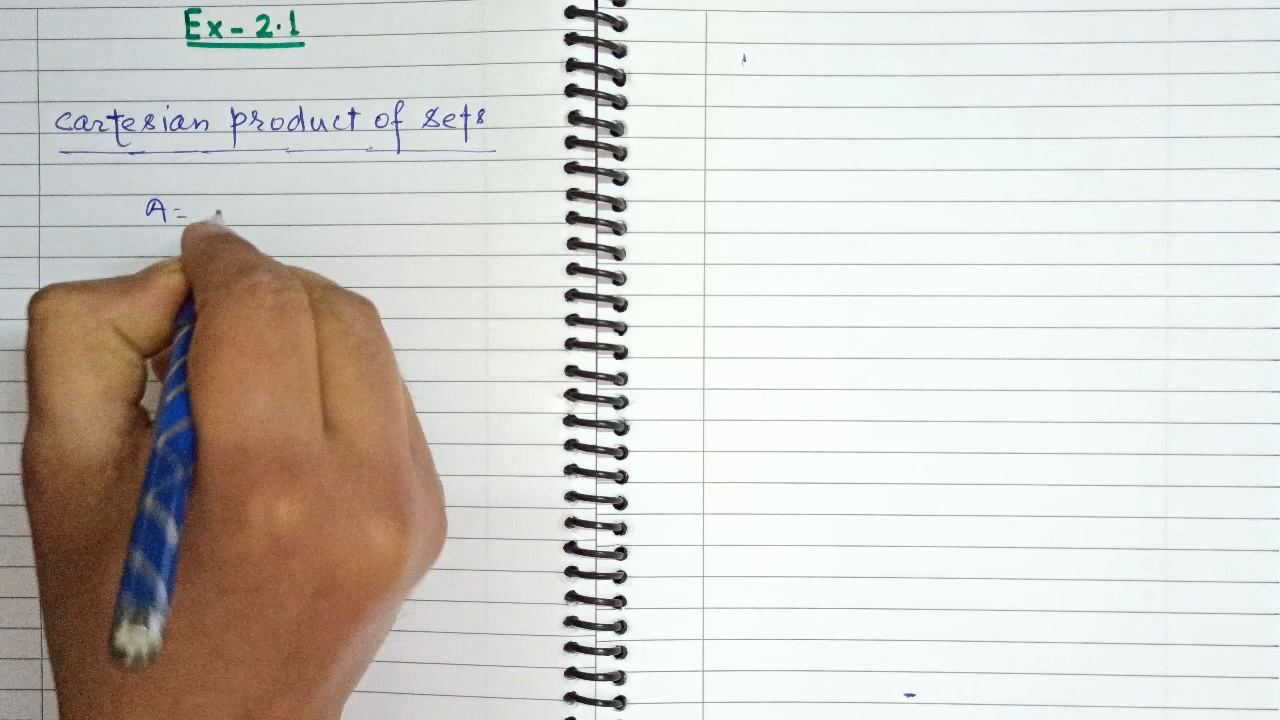 Ex - 2.1
cartesian product of sets
A =